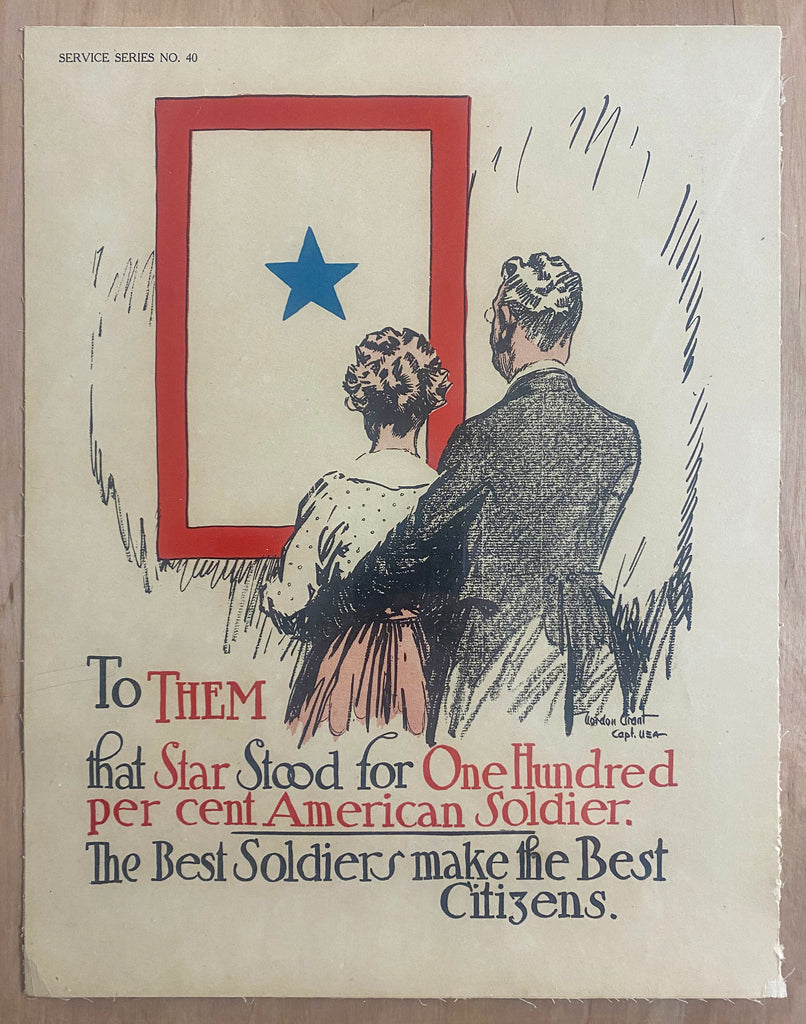 SERVICE SERIES NO. 40
Gordon Grant
Capt. USA
To THEM
that Star Stood for One Hundred
per cent American Soldier.
The Best Soldiers make the Best
Citizens.